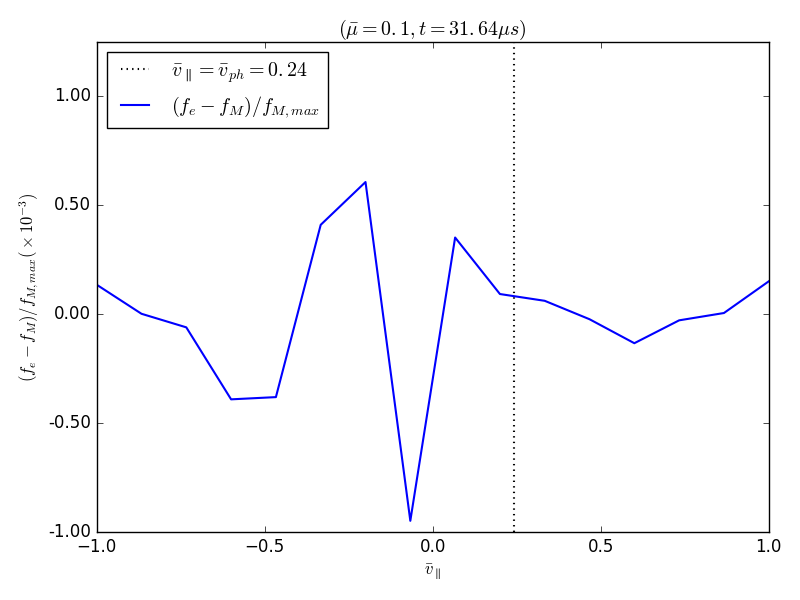 (μ̄ = 0.1, t = 31.64μs)
v̄∥ = v̄ph = 0.24
(fe − fM)/fM,max
1.00
0.50
0.00
-0.50
-1.00
(fe − fM)/fM,max(×10⁻³)
−1.0
−0.5
0.0
0.5
1.0
v̄∥